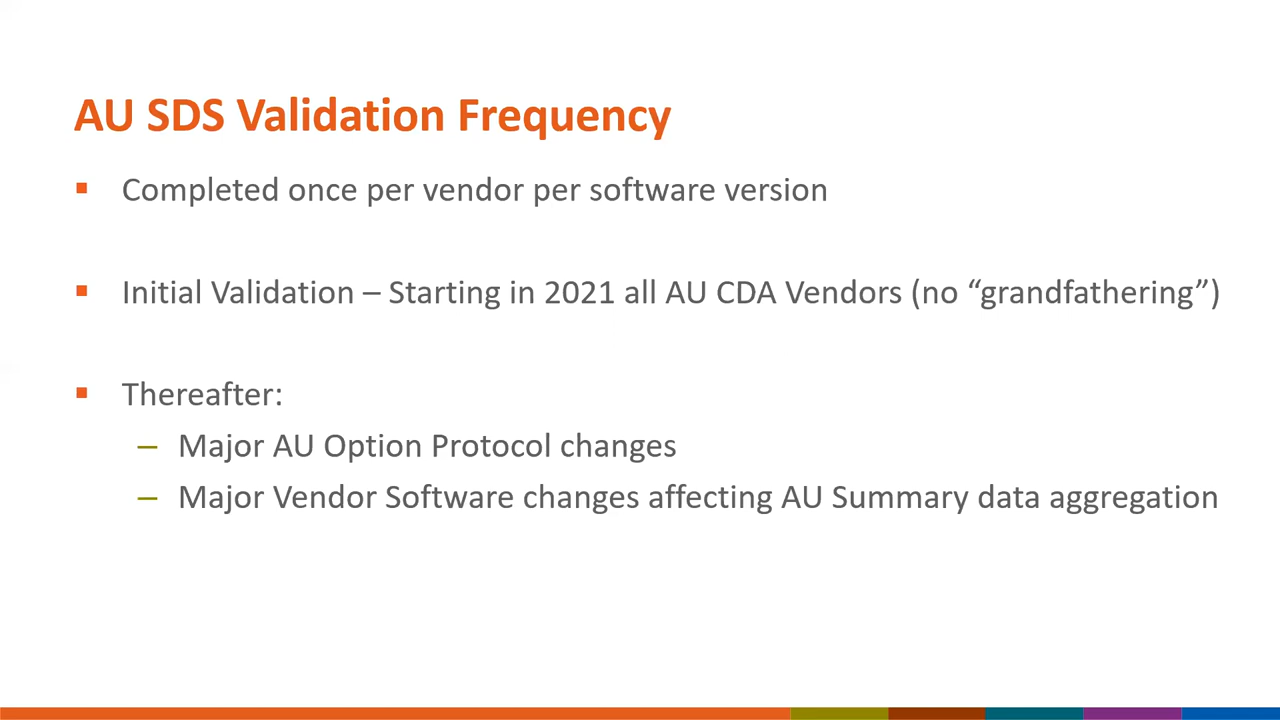 AU SDS Validation Frequency
▪ Completed once per vendor per software version
▪ Initial Validation – Starting in 2021 all AU CDA Vendors (no “grandfathering”)
▪ Thereafter:
– Major AU Option Protocol changes
– Major Vendor Software changes affecting AU Summary data aggregation